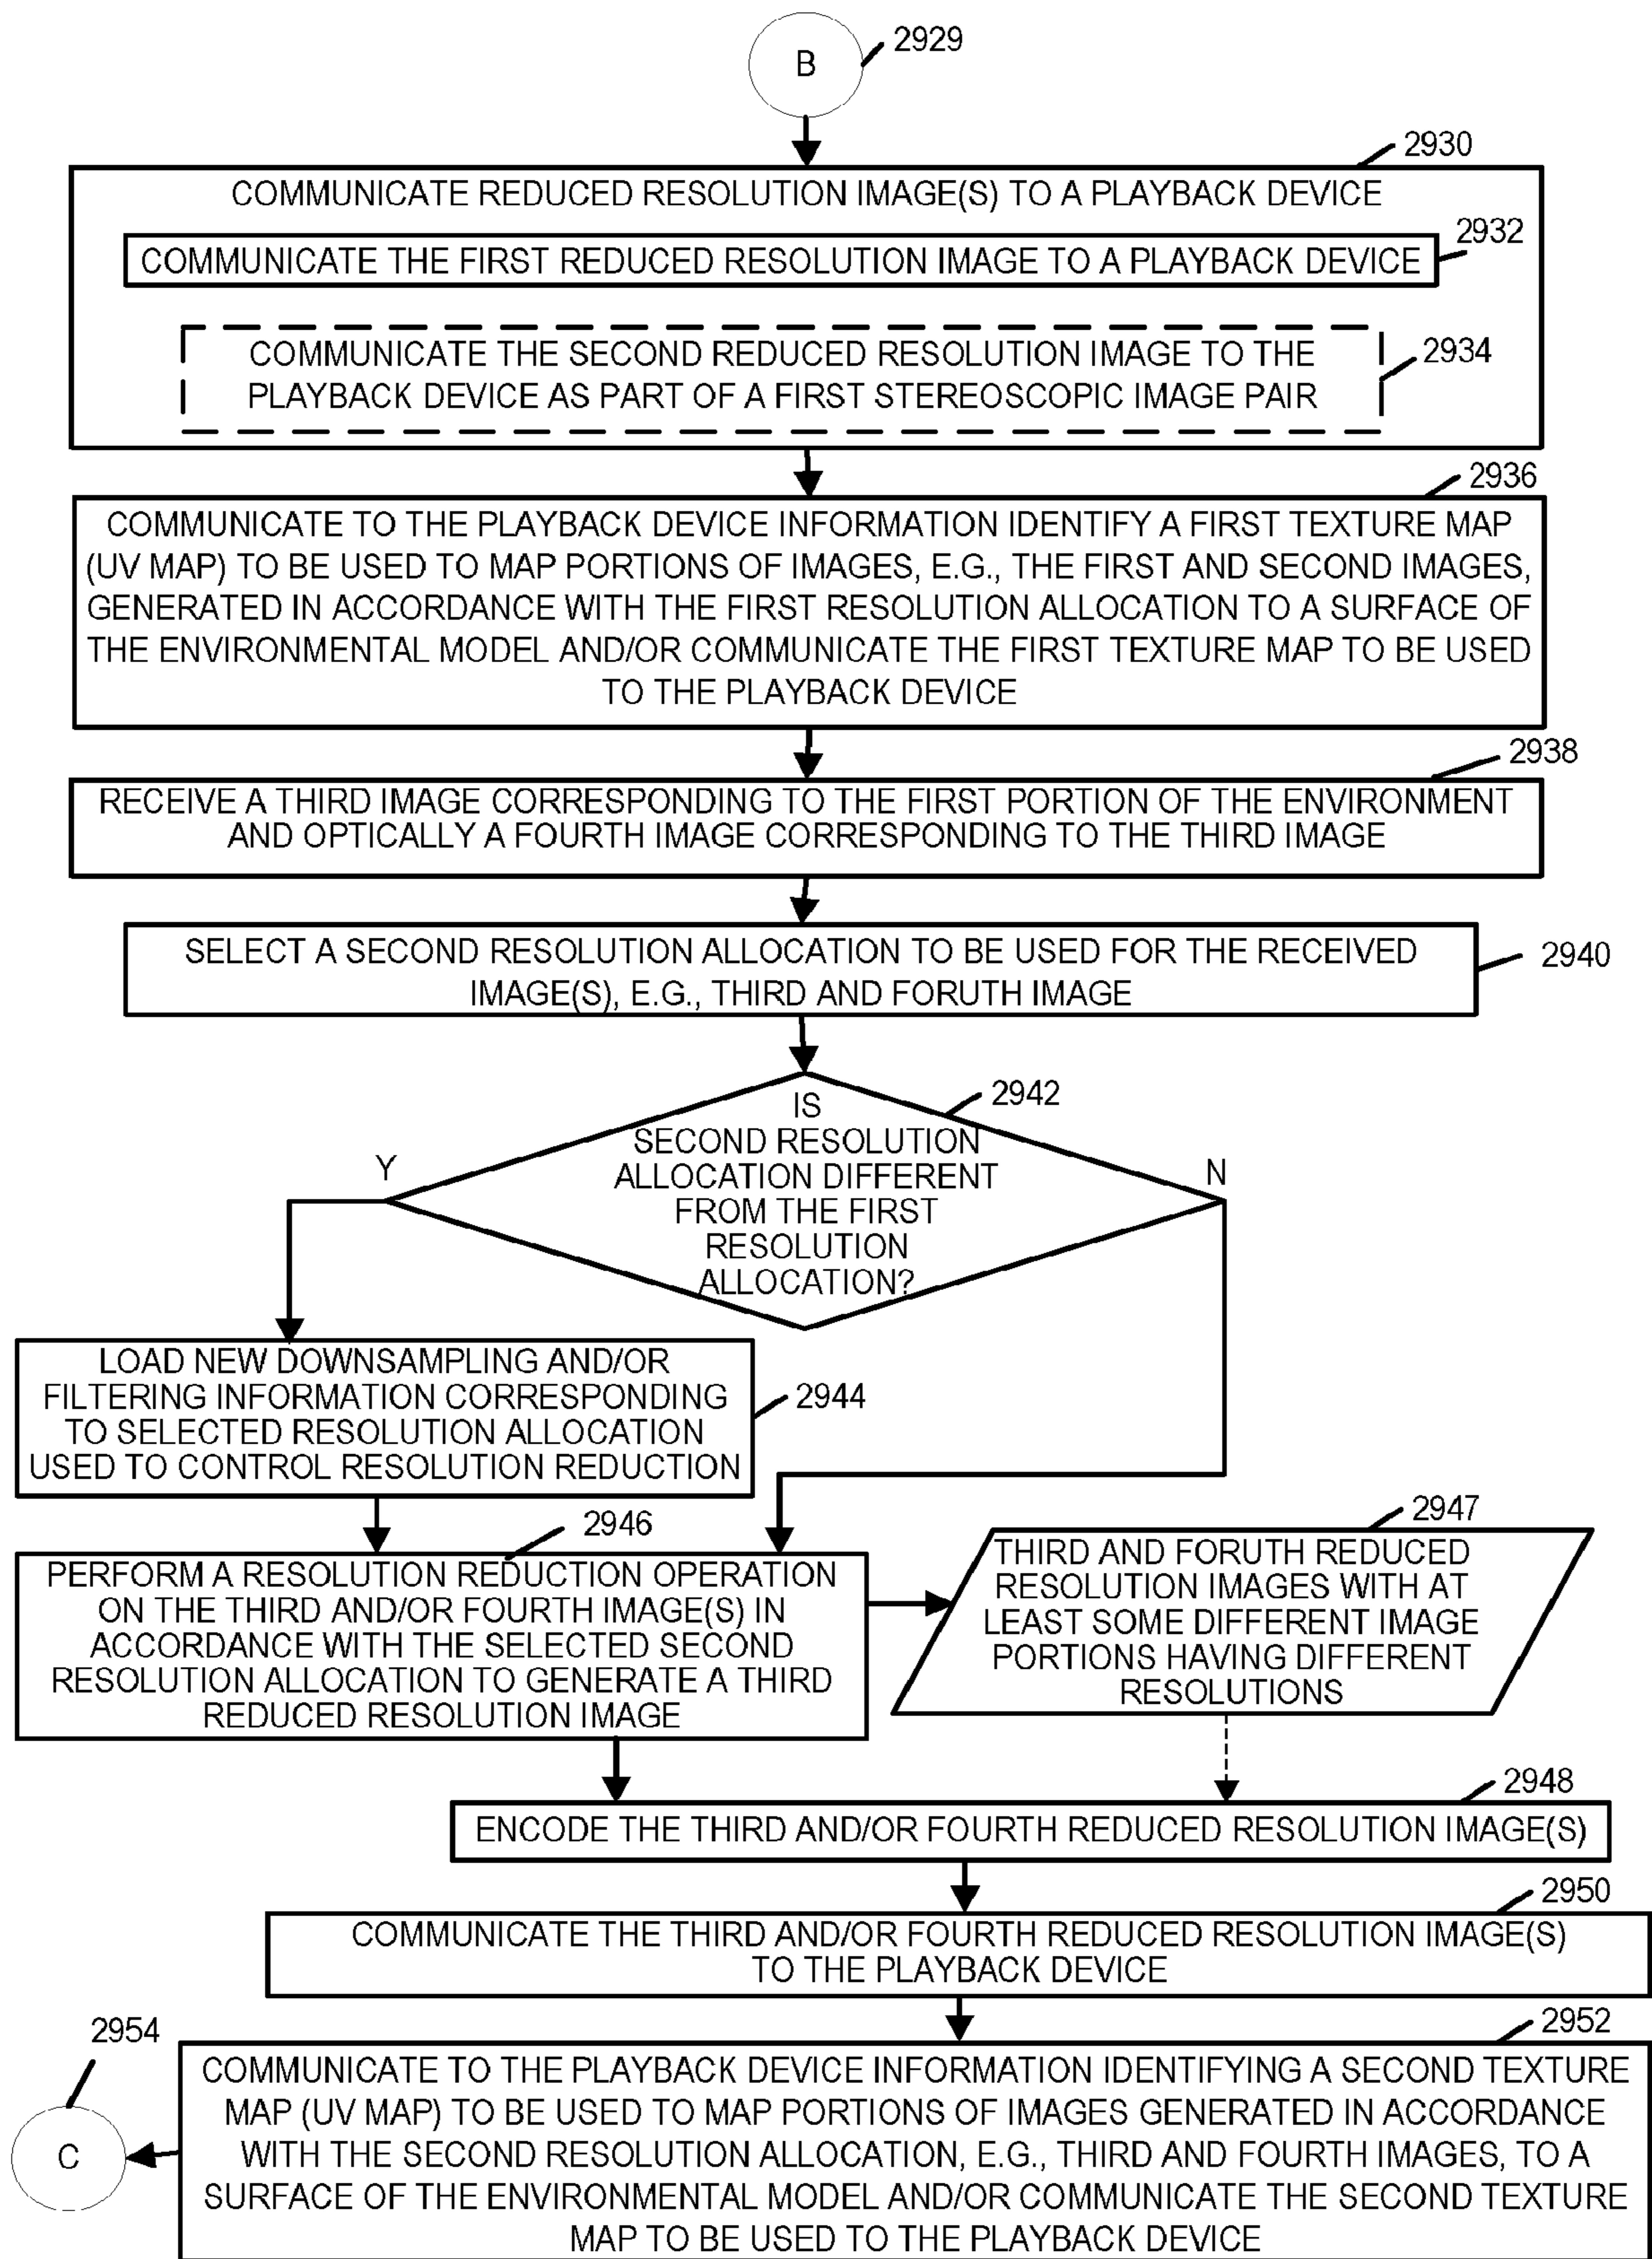 B
2929
2930
COMMUNICATE REDUCED RESOLUTION IMAGE(S) TO A PLAYBACK DEVICE
2932
COMMUNICATE THE FIRST REDUCED RESOLUTION IMAGE TO A PLAYBACK DEVICE
COMMUNICATE THE SECOND REDUCED RESOLUTION IMAGE TO THE
PLAYBACK DEVICE AS PART OF A FIRST STEREOSCOPIC IMAGE PAIR
2934
2936
COMMUNICATE TO THE PLAYBACK DEVICE INFORMATION IDENTIFY A FIRST TEXTURE MAP
(UV MAP) TO BE USED TO MAP PORTIONS OF IMAGES, E.G., THE FIRST AND SECOND IMAGES,
GENERATED IN ACCORDANCE WITH THE FIRST RESOLUTION ALLOCATION TO A SURFACE OF
THE ENVIRONMENTAL MODEL AND/OR COMMUNICATE THE FIRST TEXTURE MAP TO BE USED
TO THE PLAYBACK DEVICE
2938
RECEIVE A THIRD IMAGE CORRESPONDING TO THE FIRST PORTION OF THE ENVIRONMENT
AND OPTICALLY A FOURTH IMAGE CORRESPONDING TO THE THIRD IMAGE
SELECT A SECOND RESOLUTION ALLOCATION TO BE USED FOR THE RECEIVED
IMAGE(S), E.G., THIRD AND FORUTH IMAGE
2940
2942
IS
SECOND RESOLUTION
ALLOCATION DIFFERENT
FROM THE FIRST
RESOLUTION
ALLOCATION?
Y
N
LOAD NEW DOWNSAMPLING AND/OR
FILTERING INFORMATION CORRESPONDING
TO SELECTED RESOLUTION ALLOCATION
USED TO CONTROL RESOLUTION REDUCTION
2944
2946
PERFORM A RESOLUTION REDUCTION OPERATION
ON THE THIRD AND/OR FOURTH IMAGE(S) IN
ACCORDANCE WITH THE SELECTED SECOND
RESOLUTION ALLOCATION TO GENERATE A THIRD
REDUCED RESOLUTION IMAGE
2947
THIRD AND FORUTH REDUCED
RESOLUTION IMAGES WITH AT
LEAST SOME DIFFERENT IMAGE
PORTIONS HAVING DIFFERENT
RESOLUTIONS
2948
ENCODE THE THIRD AND/OR FOURTH REDUCED RESOLUTION IMAGE(S)
2950
COMMUNICATE THE THIRD AND/OR FOURTH REDUCED RESOLUTION IMAGE(S)
TO THE PLAYBACK DEVICE
2952
COMMUNICATE TO THE PLAYBACK DEVICE INFORMATION IDENTIFYING A SECOND TEXTURE
MAP (UV MAP) TO BE USED TO MAP PORTIONS OF IMAGES GENERATED IN ACCORDANCE
WITH THE SECOND RESOLUTION ALLOCATION, E.G., THIRD AND FOURTH IMAGES, TO A
SURFACE OF THE ENVIRONMENTAL MODEL AND/OR COMMUNICATE THE SECOND TEXTURE
MAP TO BE USED TO THE PLAYBACK DEVICE
2954
C